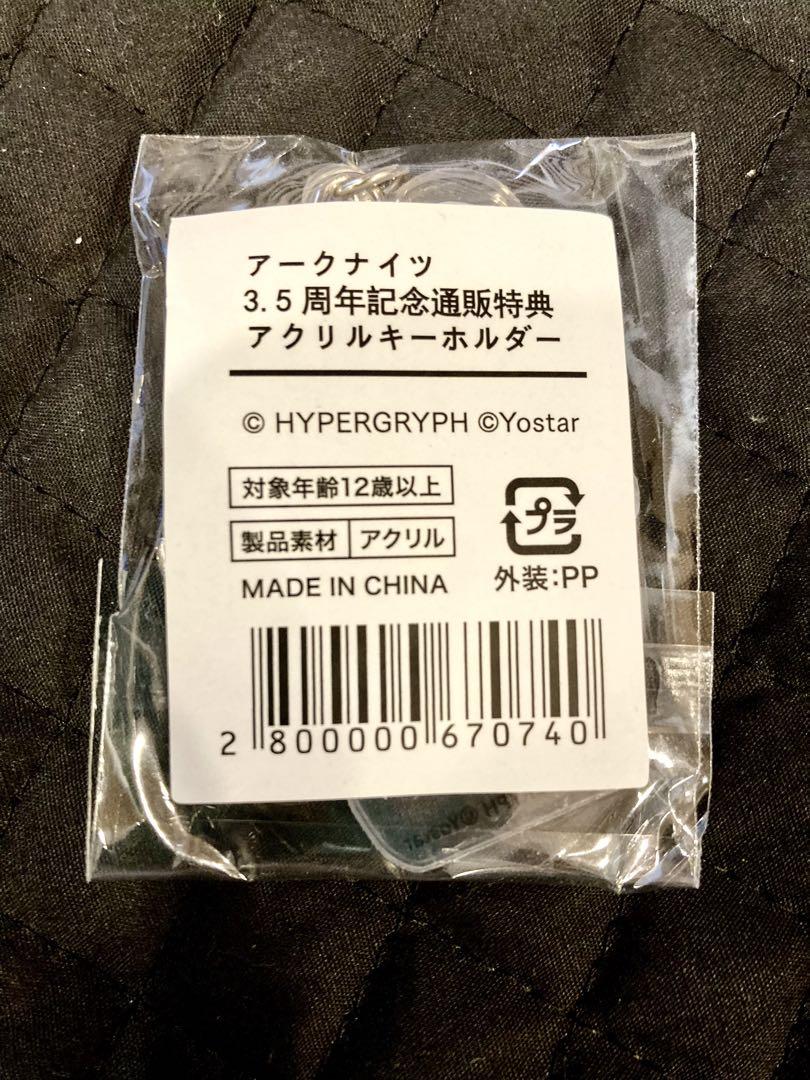 アークナイツ
3.5周年記念通販特典
アクリルキーホルダー
© HYPERGRYPH ©Yostar
対象年齢12歳以上
製品素材 アクリル
MADE IN CHINA
プラ
外装:PP
2 800000 670740